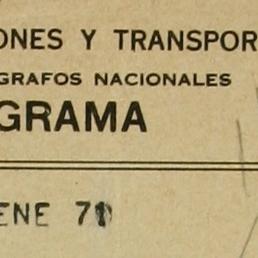 ONES Y TRANSPOR
GRAFOS NACIONALES
GRAMA
ENE 71